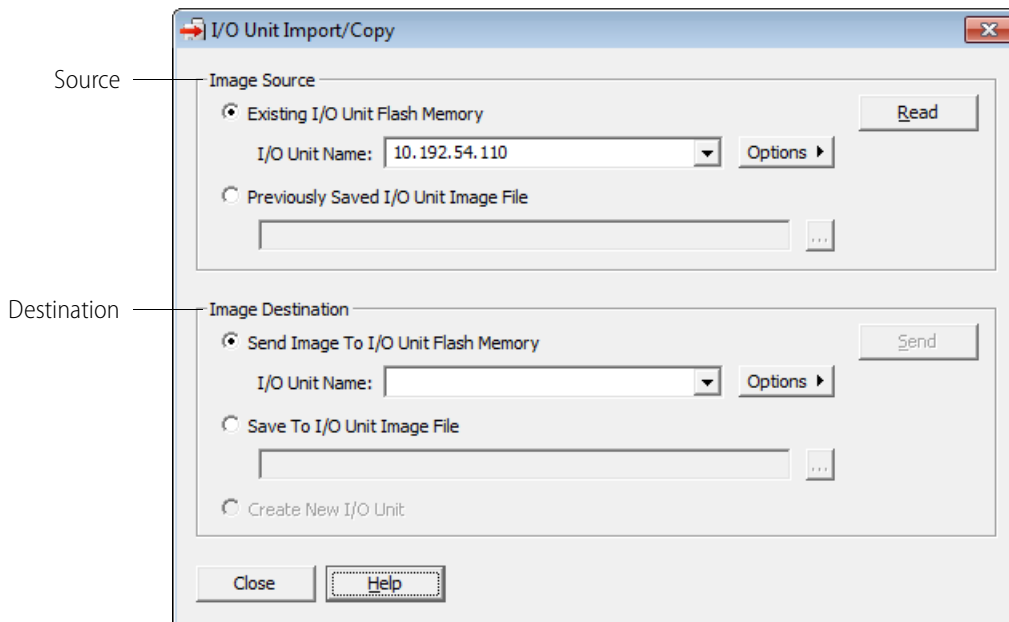 I/O Unit Import/Copy
Source
Image Source
Existing I/O Unit Flash Memory
Read
I/O Unit Name: 10.192.54.110
Options
Previously Saved I/O Unit Image File
...
Destination
Image Destination
Send Image To I/O Unit Flash Memory
Send
I/O Unit Name:
Options
Save To I/O Unit Image File
...
Create New I/O Unit
Close
Help